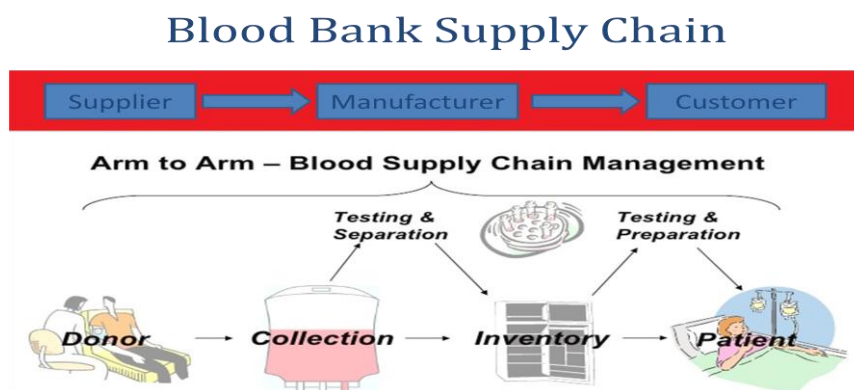 Blood Bank Supply Chain
Supplier
Manufacturer
Customer
Arm to Arm – Blood Supply Chain Management
Testing &
Separation
Testing &
Preparation
Donor
Collection
Inventory
Patient